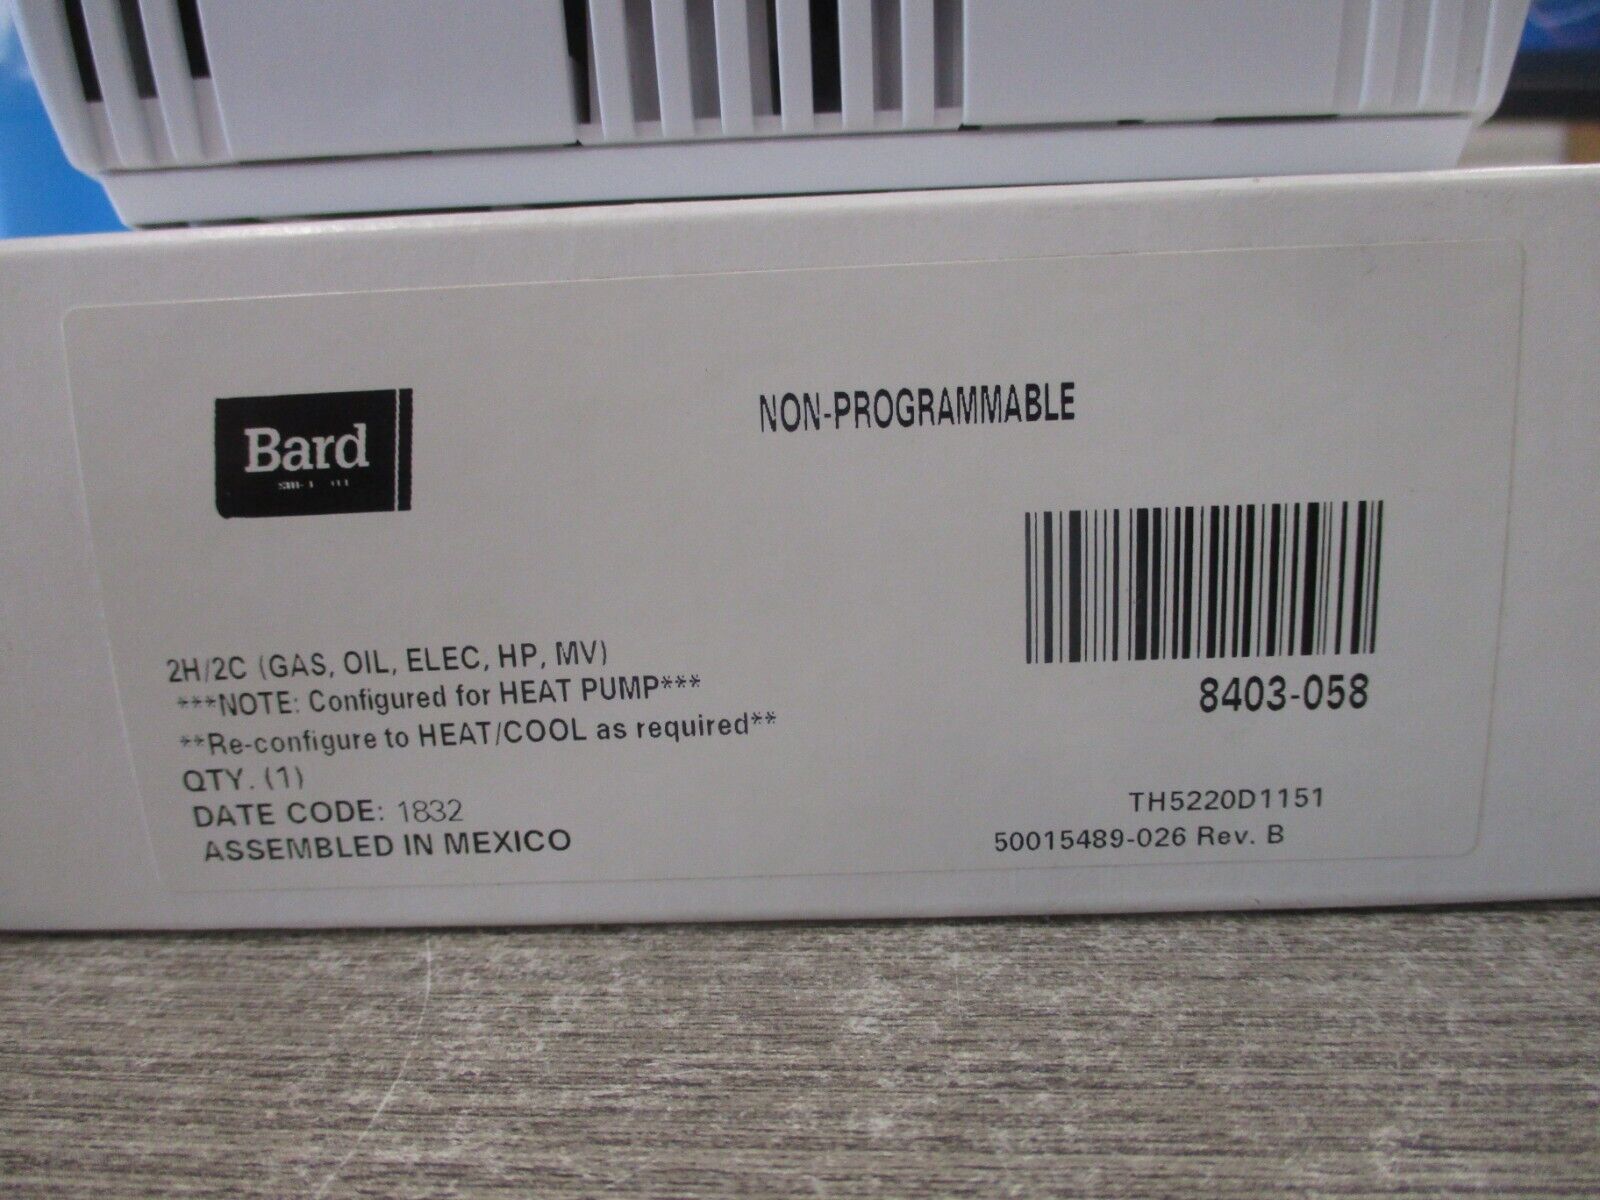 Bard
NON-PROGRAMMABLE
2H/2C (GAS, OIL, ELEC, HP, MV)
***NOTE: Configured for HEAT PUMP***
**Re-configure to HEAT/COOL as required**
QTY. (1)
DATE CODE: 1832
ASSEMBLED IN MEXICO
8403-058
TH5220D1151
50015489-026 Rev. B